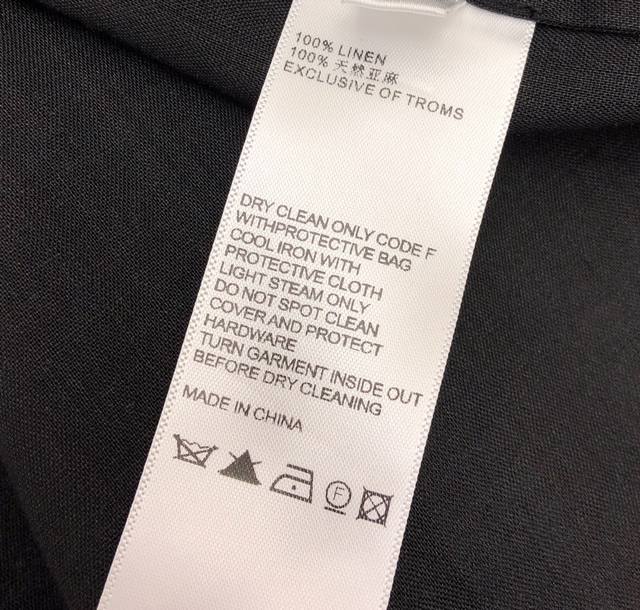 100% LINEN
100% 天然亚麻
EXCLUSIVE OF TROMS
DRY CLEAN ONLY CODE F
WITHPROTECTIVE BAG
COOL IRON WITH
PROTECTIVE CLOTH
LIGHT STEAM ONLY
DO NOT SPOT CLEAN
COVER AND PROTECT
HARDWARE
TURN GARMENT INSIDE OUT
BEFORE DRY CLEANING
MADE IN CHINA
F